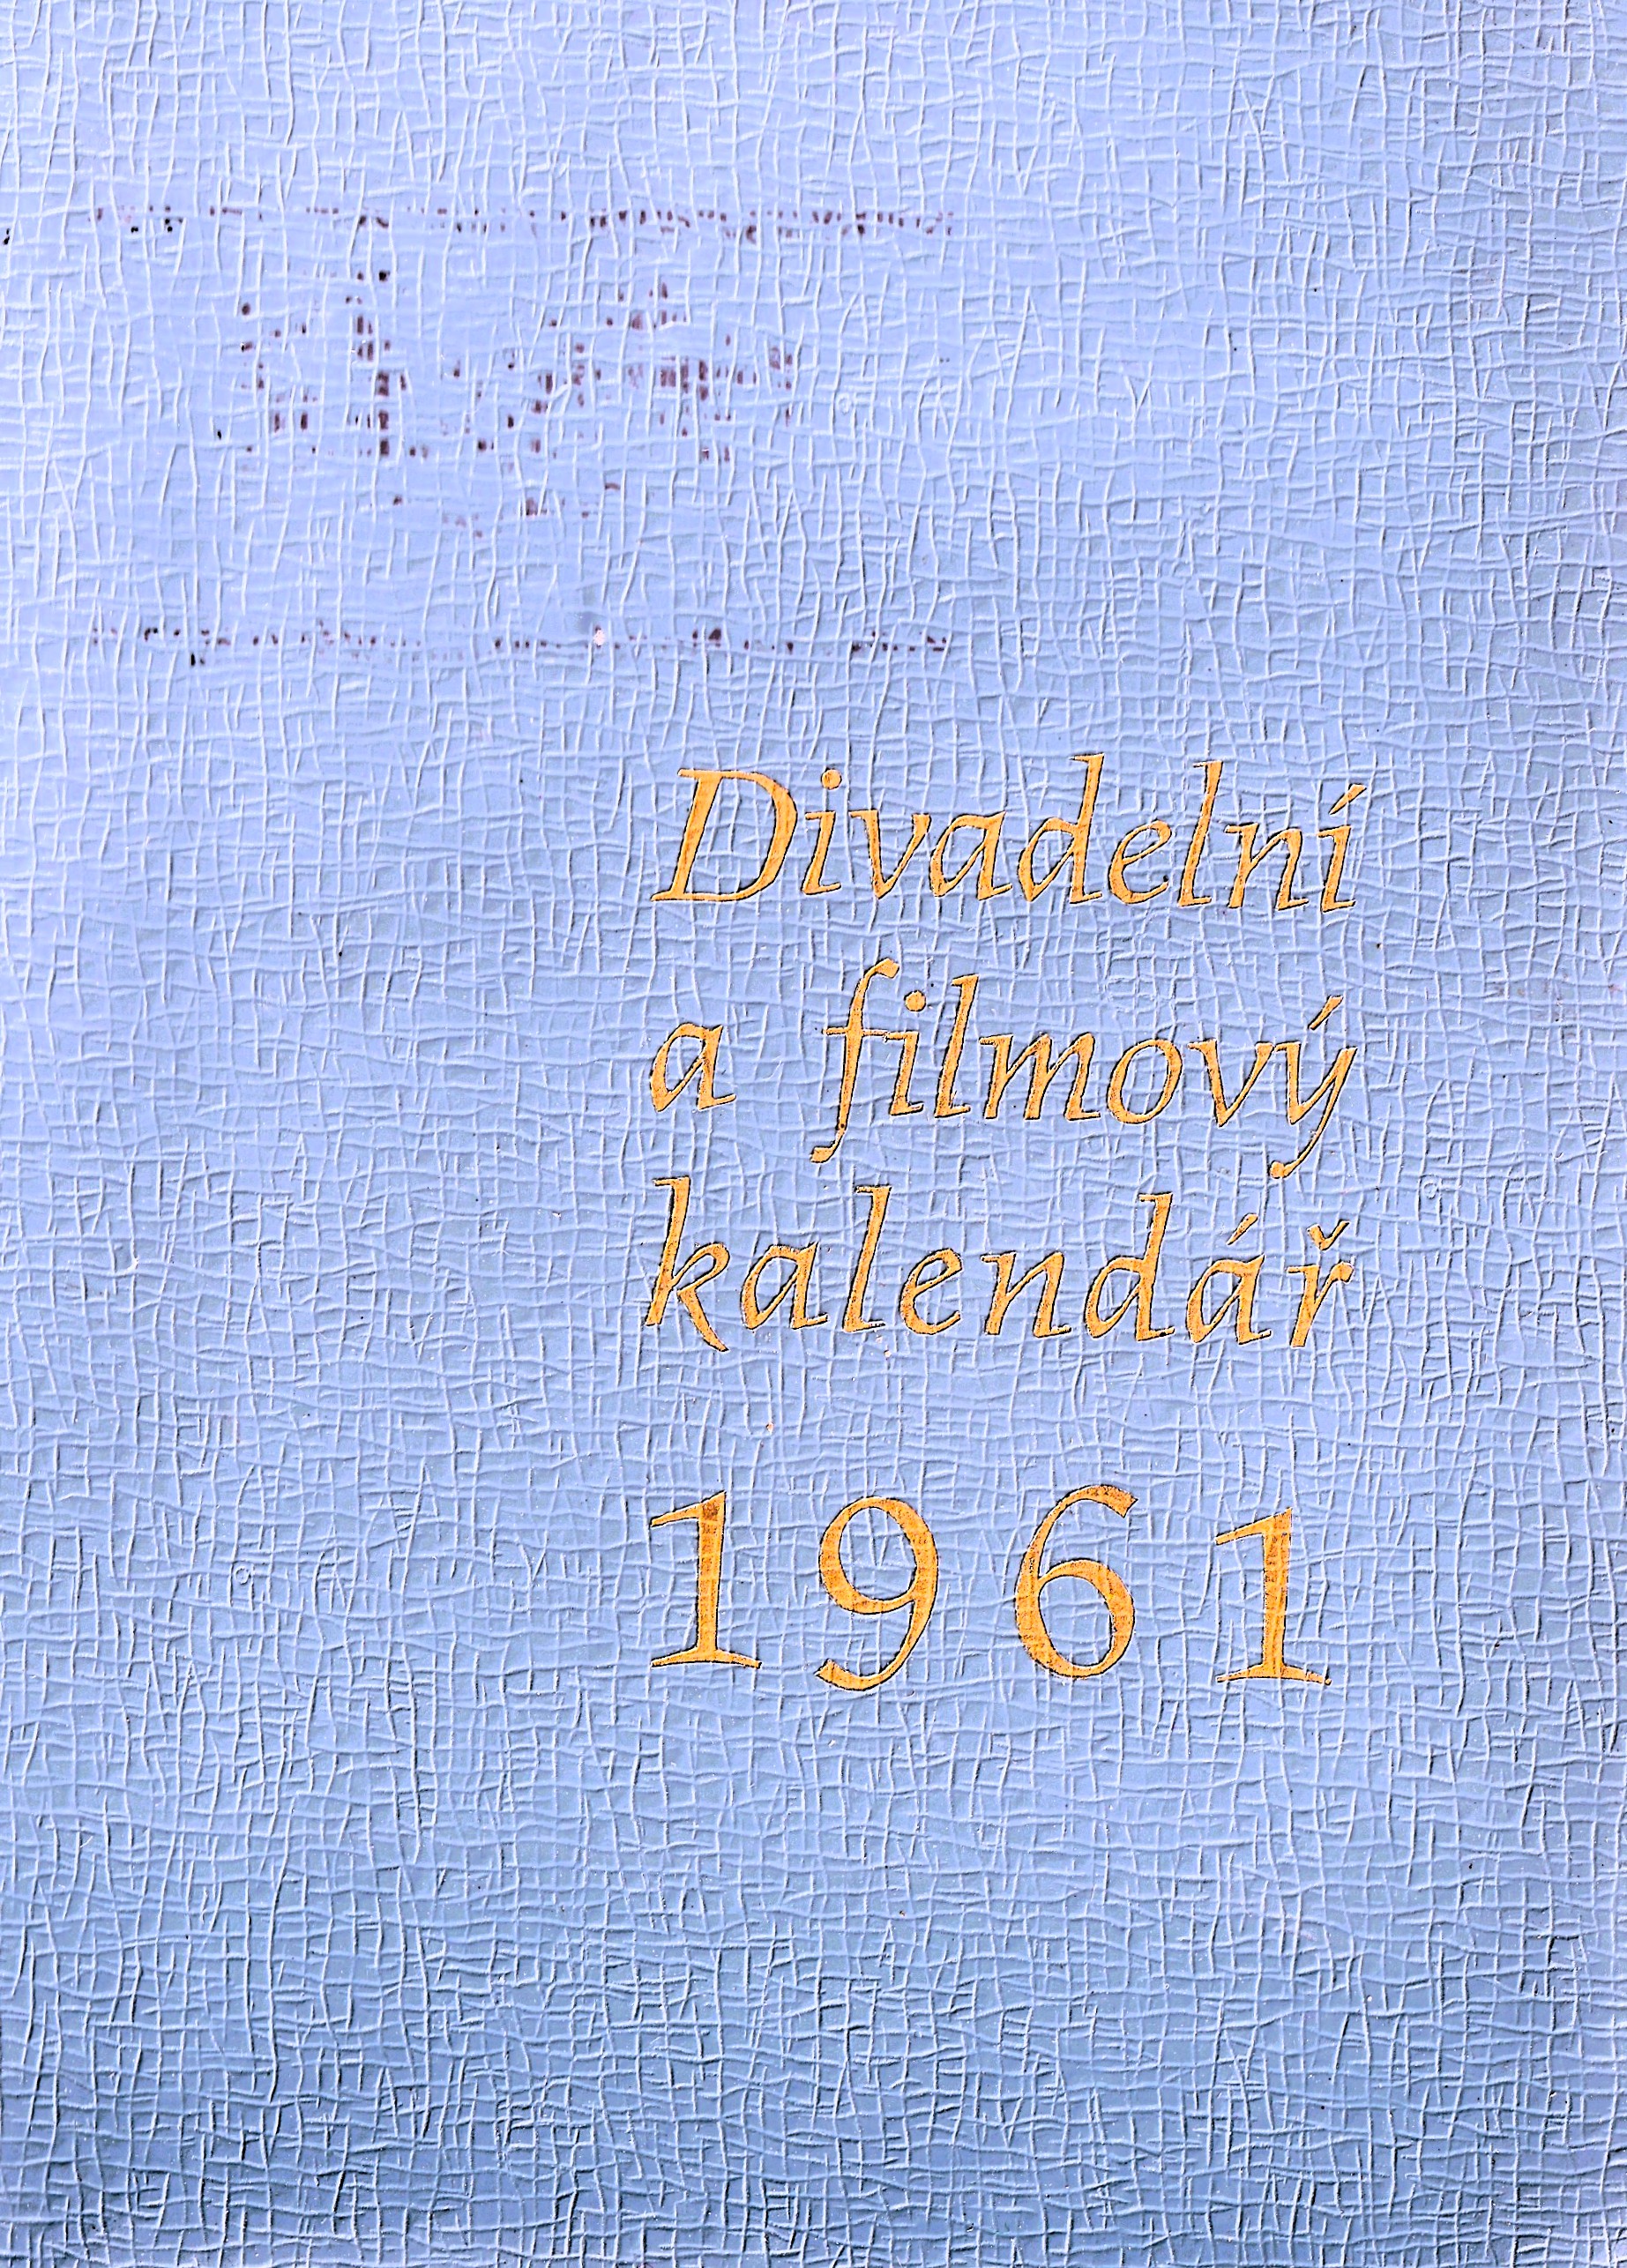 Divadelní
a filmový
kalendář
1961